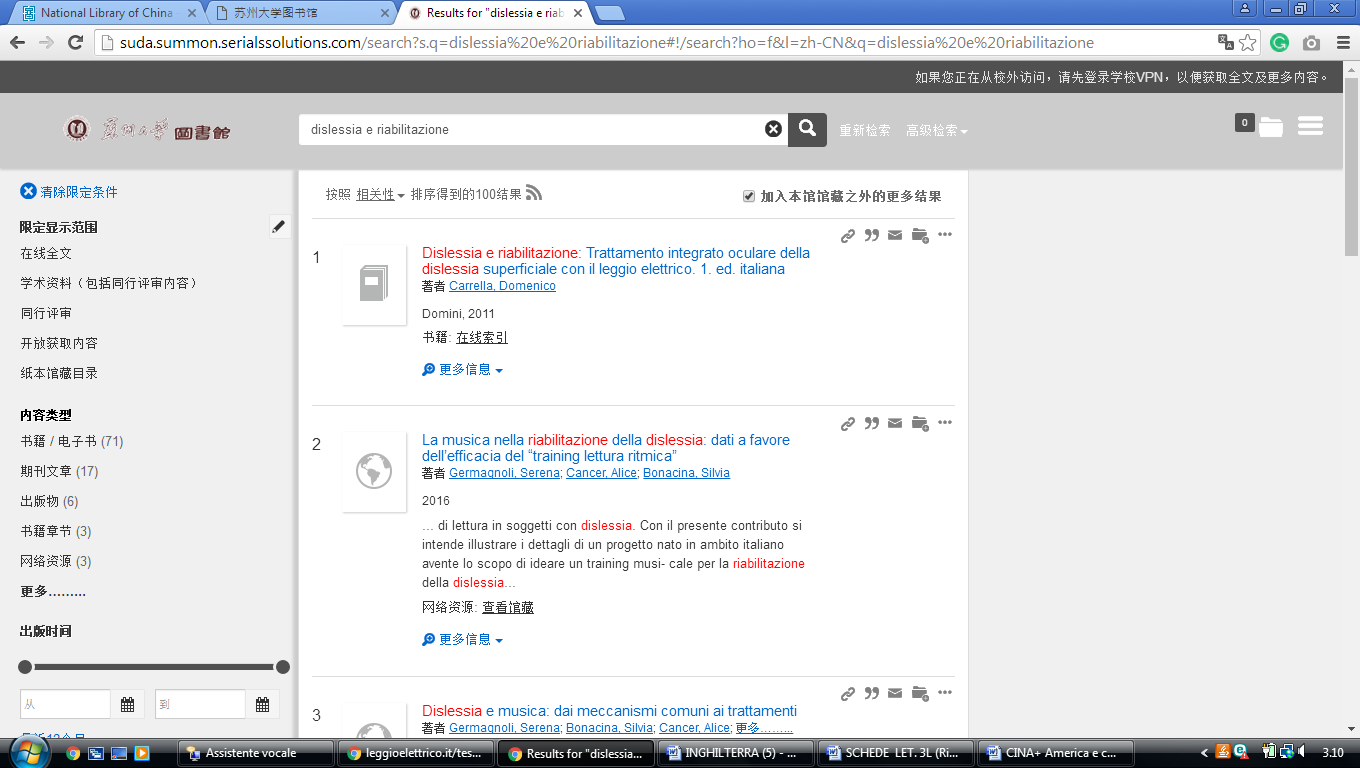 National Library of China -
苏州大学图书馆
Results for "dislessia e riab
suda.summon.serialssolutions.com/search?s.q=dislessia%20e%20riabilitazione#!/search?ho=f&l=zh-CN&q=dislessia%20e%20riabilitazione
如果您正在从校外访问，请先登录学校VPN，以便获取全文及更多内容。
蘇州大學 圖書館
dislessia e riabilitazione
重新检索 高级检索
0
清除限定条件
限定显示范围
在线全文
学术资料（包括同行评审内容）
同行评审
开放获取内容
纸本馆藏目录
内容类型
书籍 / 电子书 (71)
期刊文章 (17)
出版物 (6)
书籍章节 (3)
网络资源 (3)
更多.........
出版时间
从 到
最近12个月
按照 相关性 排序得到的100结果
加入本馆馆藏之外的更多结果
1
Dislessia e riabilitazione: Trattamento integrato oculare della
dislessia superficiale con il leggio elettrico. 1. ed. italiana
著者 Carrella, Domenico
Domini, 2011
书籍: 在线索引
更多信息
2
La musica nella riabilitazione della dislessia: dati a favore
dell’efficacia del “training lettura ritmica”
著者 Germagnoli, Serena; Cancer, Alice; Bonacina, Silvia
2016
… di lettura in soggetti con dislessia. Con il presente contributo si
intende illustrare i dettagli di un progetto nato in ambito italiano
avente lo scopo di ideare un training musi- cale per la riabilitazione
della dislessia…
网络资源: 查看馆藏
更多信息
3
Dislessia e musica: dai meccanismi comuni ai trattamenti
著者 Germagnoli, Serena; Bonacina, Silvia; Cancer, Alice; 更多.........
Assistente vocale
leggioelettrico.it/tes...
Results for "dislessia...
INGHILTERRA (5) - ...
SCHEDE LET. 3L (Ri...
CINA+ America e c...
3.10